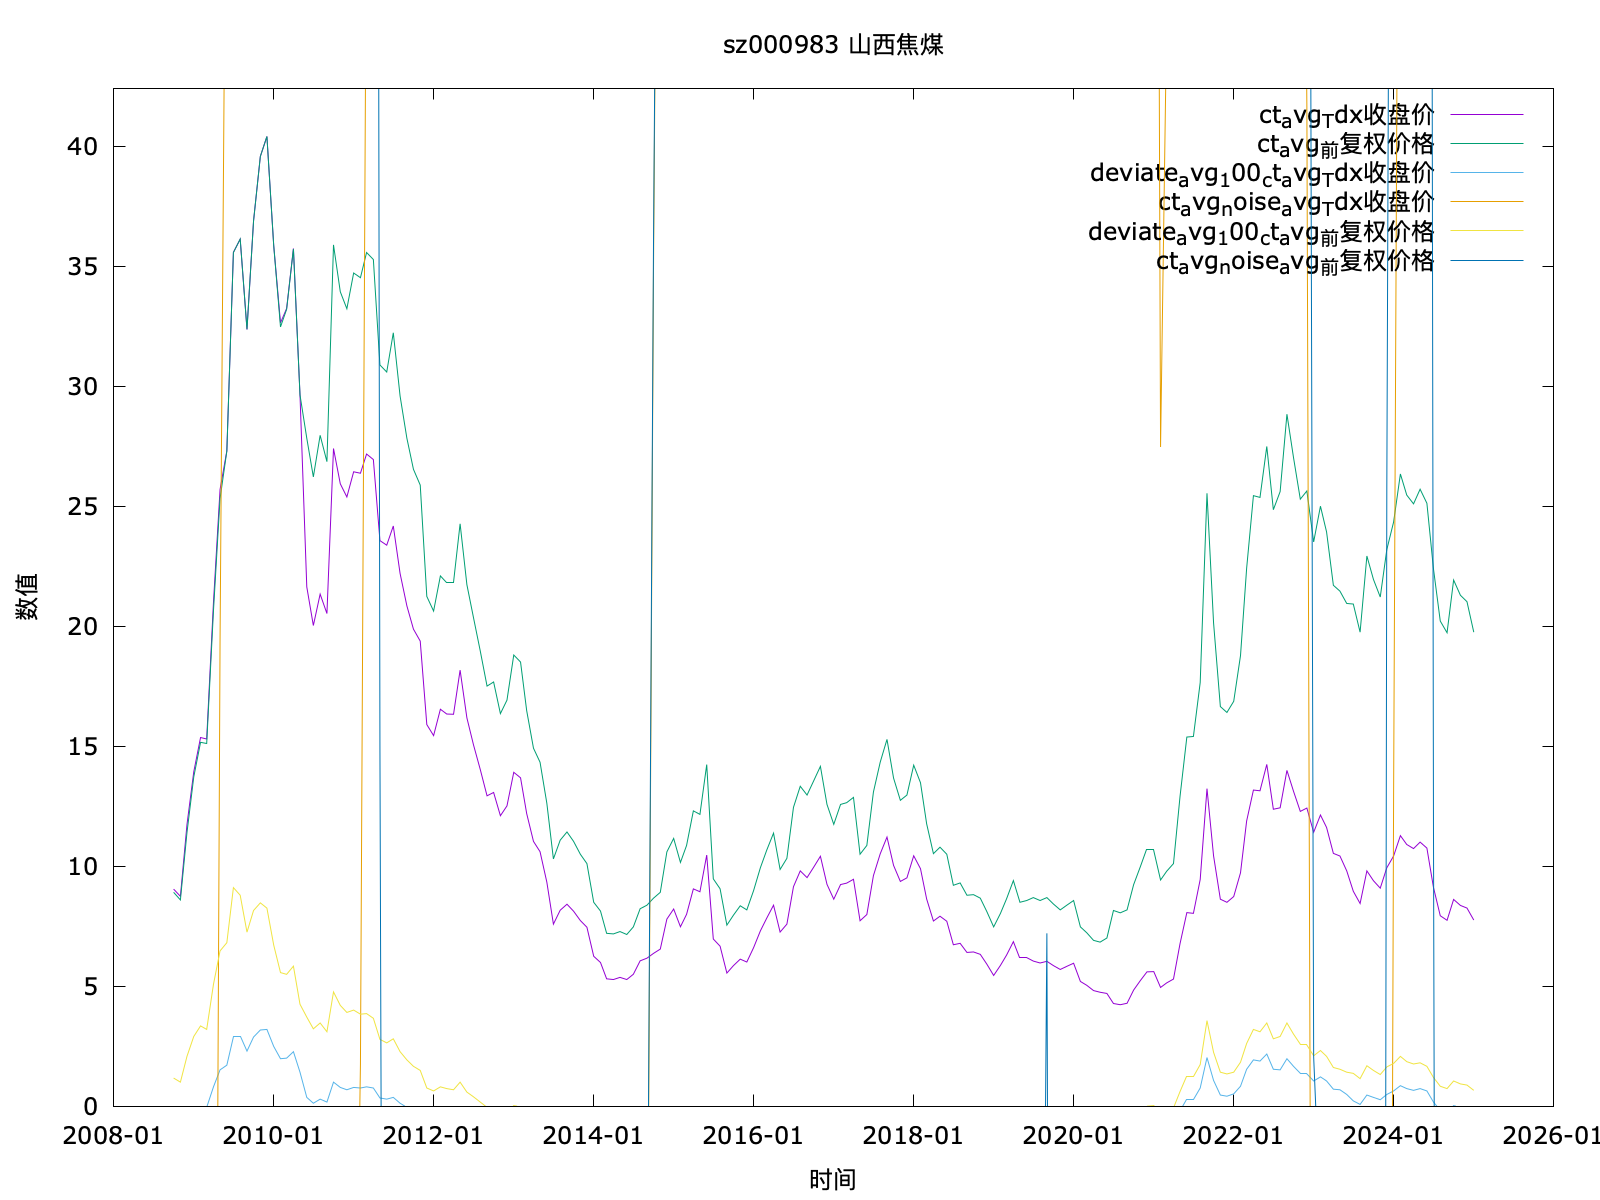 sz000983 山西焦煤
ct_avg_Tdx收盘价
ct_avg_前复权价格
deviate_avg_100_ct_avg_Tdx收盘价
ct_avg_noise_avg_Tdx收盘价
deviate_avg_100_ct_avg_前复权价格
ct_avg_noise_avg_前复权价格
40
35
30
25
20
15
10
5
0
数值
2008-01 2010-01 2012-01 2014-01 2016-01 2018-01 2020-01 2022-01 2024-01 2026-01
时间